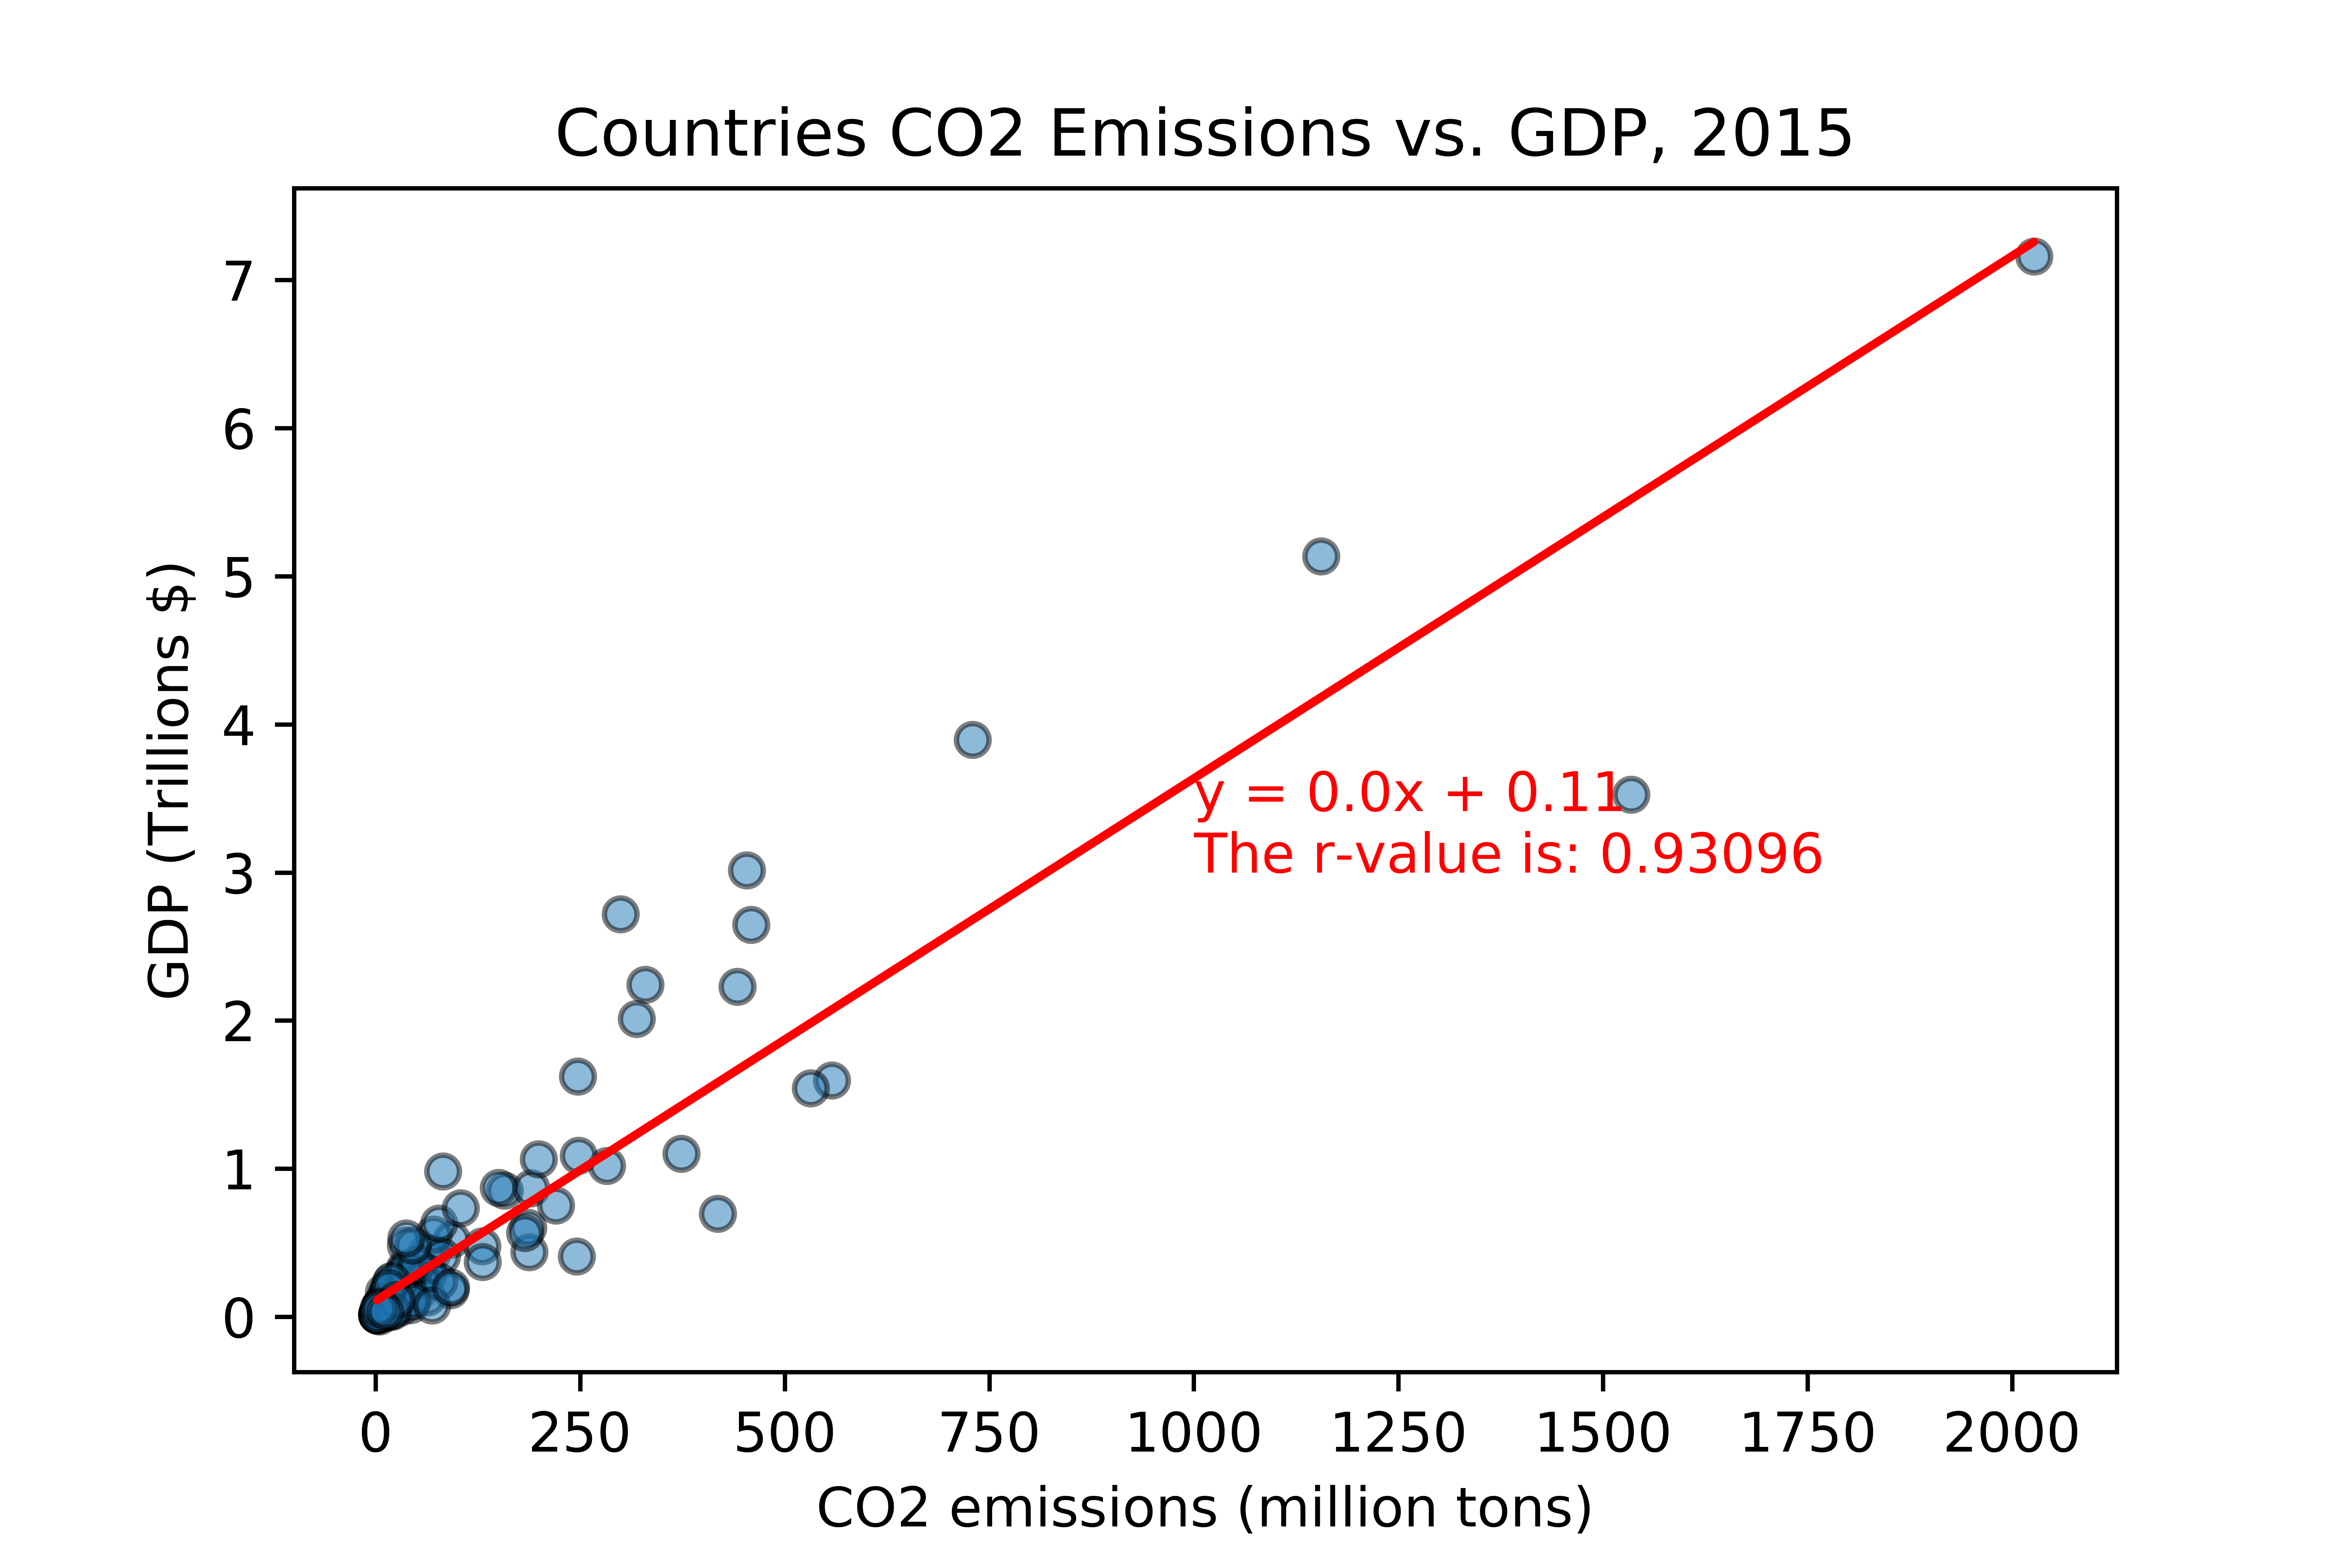 Countries CO2 Emissions vs. GDP, 2015
GDP (Trillions $)
7
6
5
4
3
2
1
0
y = 0.0x + 0.11
The r-value is: 0.93096
0 250 500 750 1000 1250 1500 1750 2000
CO2 emissions (million tons)